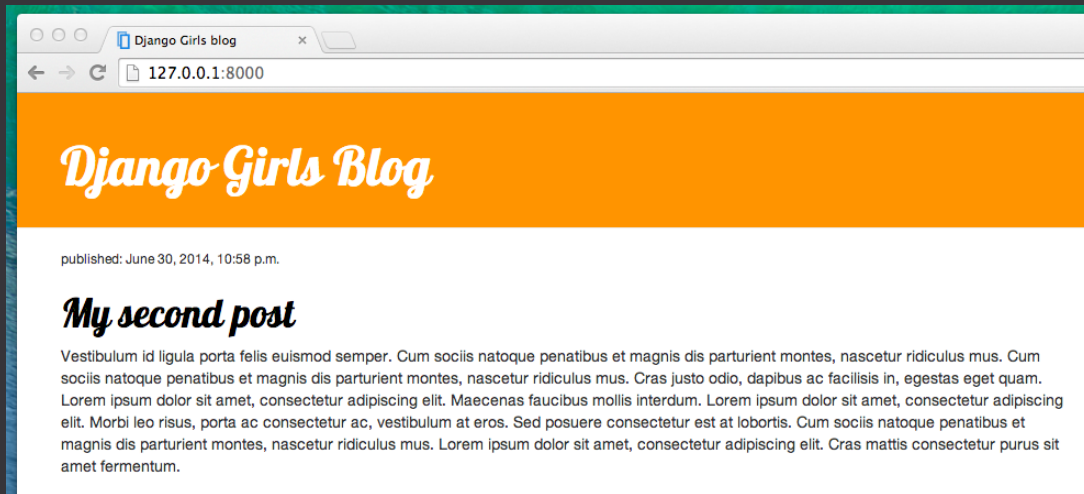 Django Girls blog
127.0.0.1:8000
Django Girls Blog
published: June 30, 2014, 10:58 p.m.
My second post
Vestibulum id ligula porta felis euismod semper. Cum sociis natoque penatibus et magnis dis parturient montes, nascetur ridiculus mus. Cum
sociis natoque penatibus et magnis dis parturient montes, nascetur ridiculus mus. Cras justo odio, dapibus ac facilisis in, egestas eget quam.
Lorem ipsum dolor sit amet, consectetur adipiscing elit. Maecenas faucibus mollis interdum. Lorem ipsum dolor sit amet, consectetur adipiscing
elit. Morbi leo risus, porta ac consectetur ac, vestibulum at eros. Sed posuere consectetur est at lobortis. Cum sociis natoque penatibus et
magnis dis parturient montes, nascetur ridiculus mus. Lorem ipsum dolor sit amet, consectetur adipiscing elit. Cras mattis consectetur purus sit
amet fermentum.